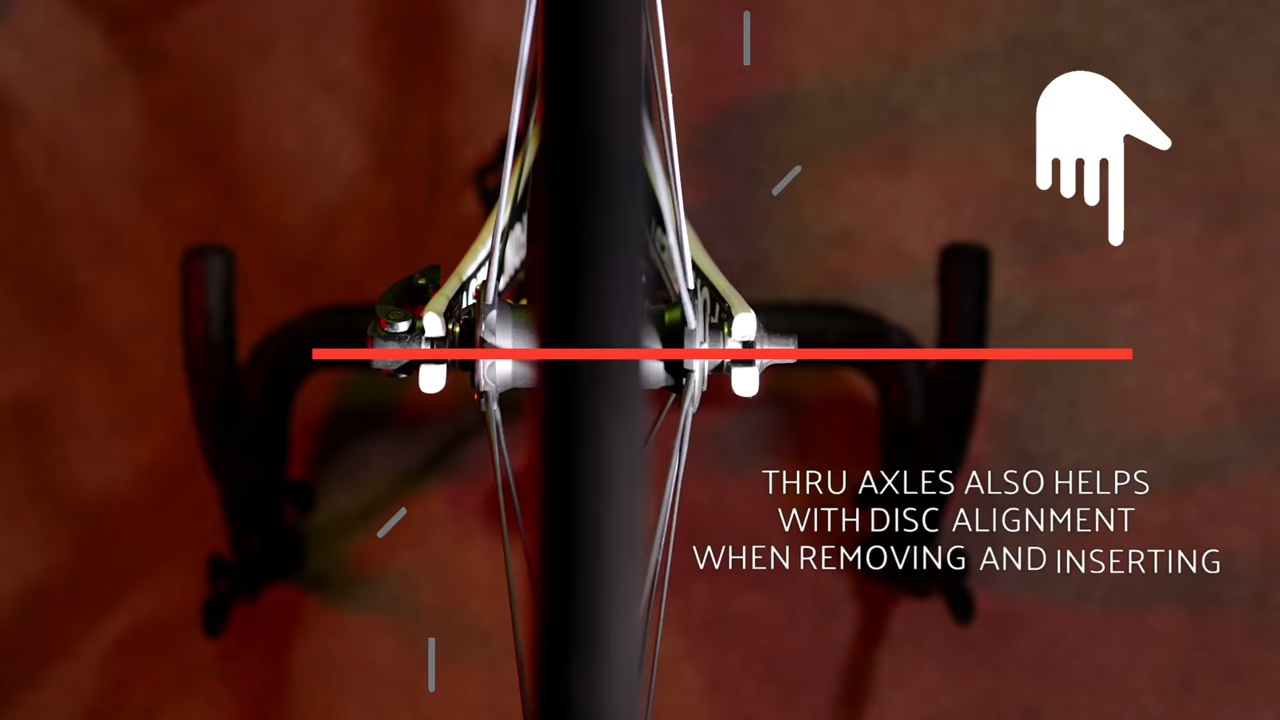 THRU AXLES ALSO HELPS
WITH DISC ALIGNMENT
WHEN REMOVING AND INSERTING